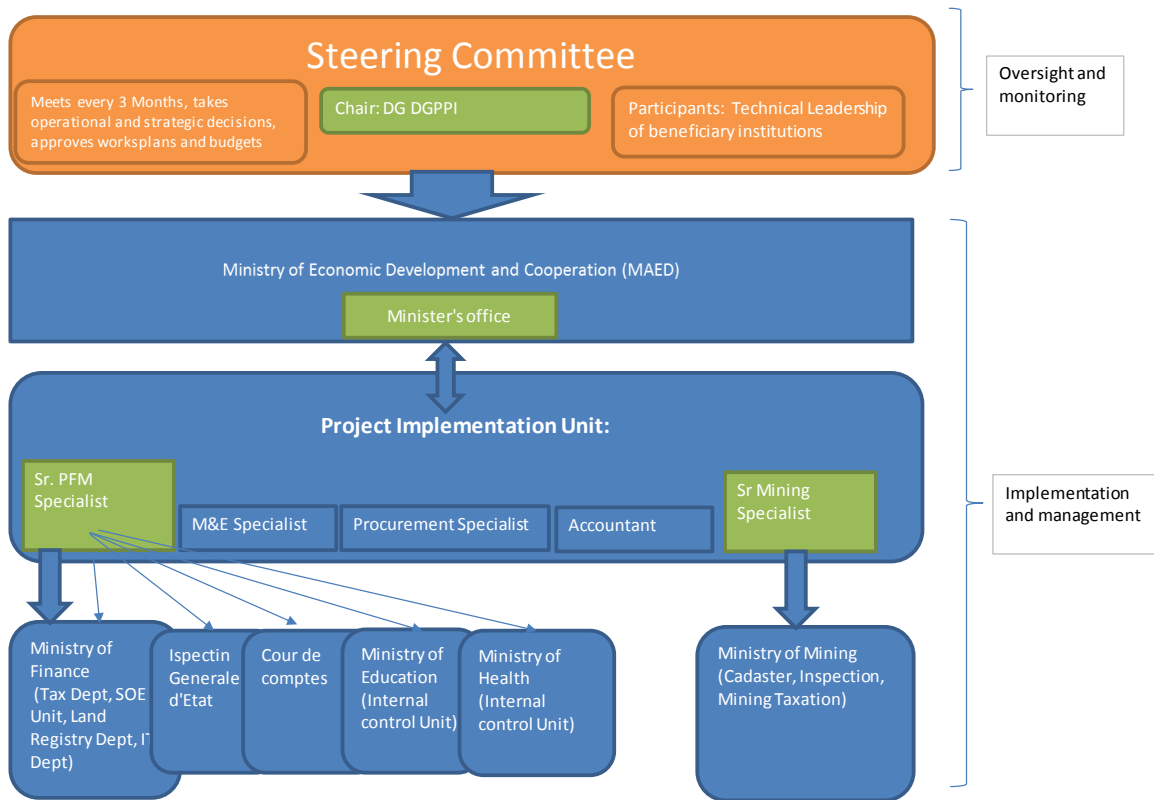 Steering Committee
Meets every 3 Months, takes
operational and strategic decisions,
approves worksplans and budgets
Chair: DG DGPPI
Participants:  Technical Leadership
of beneficiary institutions
Oversight and
monitoring
Ministry of Economic Development and Cooperation (MAED)
Minister's office
Project Implementation Unit:
Sr. PFM
Specialist
M&E Specialist
Procurement Specialist
Accountant
Sr Mining
Specialist
Implementation
and management
Ministry of
Finance
(Tax Dept, SOE
Unit, Land
Registry Dept, IT
Dept)
Ispectin
Generale
d'Etat
Cour de
comptes
Ministry of
Education
(Internal
control Unit)
Ministry of
Health
(Internal
control Unit)
Ministry of Mining
(Cadaster, Inspection,
Mining Taxation)